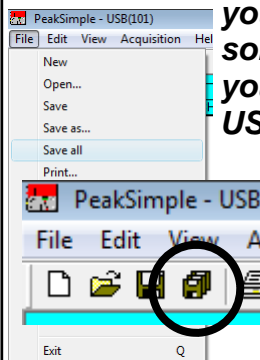 PeakSimple - USB(101)
File Edit View Acquisition Hel
New
Open...
Save
Save as...
Save all
Print...
yo
so
yo
US
PeakSimple - USB
File Edit View A
Exit Q